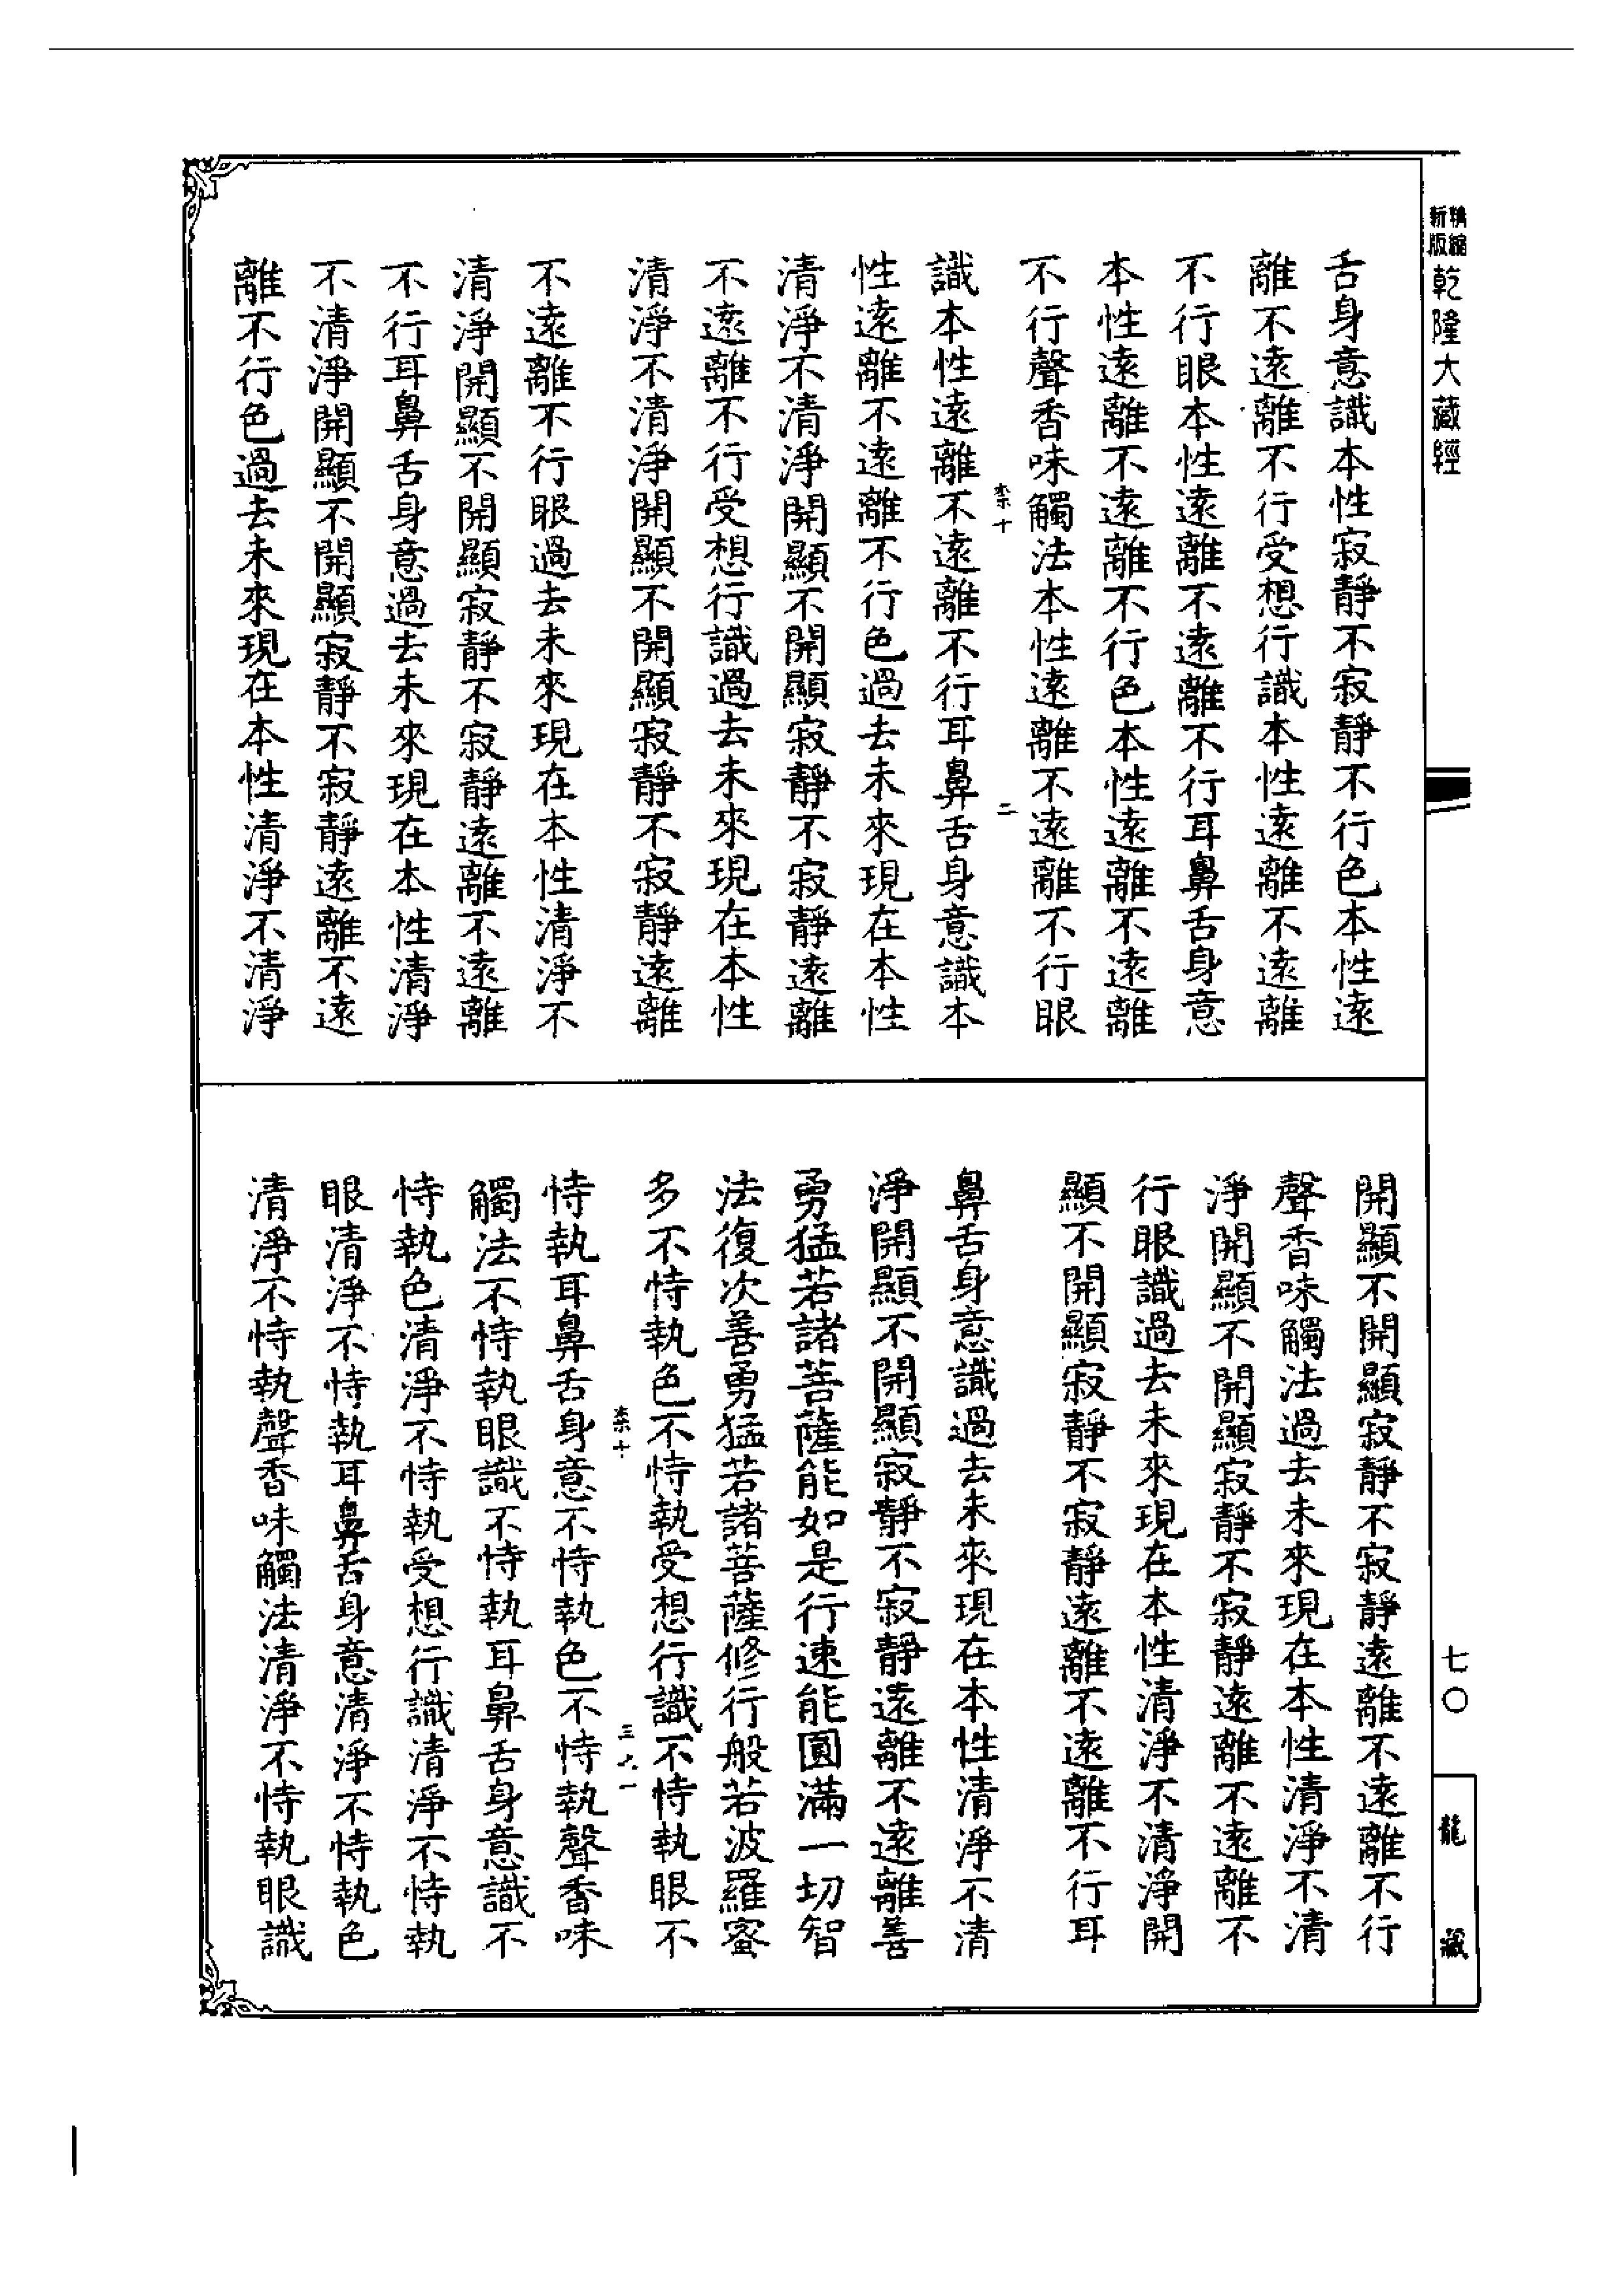 精縮新版乾隆大藏經
舌身意識本性寂靜不寂靜不行色本性遠
離不遠離不行受想行識本性遠離不遠離
不行眼本性遠離不遠離不行耳鼻舌身意
本性遠離不遠離不行色本性遠離不遠離
不行聲香味觸法本性遠離不遠離不行眼
柰十 二
識本性遠離不遠離不行耳鼻舌身意識本
性遠離不遠離不行色過去未來現在本性
清淨不清淨開顯不開顯寂靜不寂靜遠離
不遠離不行受想行識過去未來現在本性
清淨不清淨開顯不開顯寂靜不寂靜遠離
不遠離不行眼過去未來現在本性清淨不
清淨開顯不開顯寂靜不寂靜遠離不遠離
不行耳鼻舌身意過去未來現在本性清淨
不清淨開顯不開顯寂靜不寂靜遠離不遠
離不行色過去未來現在本性清淨不清淨
開顯不開顯寂靜不寂靜遠離不遠離不行
聲香味觸法過去未來現在本性清淨不清
淨開顯不開顯寂靜不寂靜遠離不遠離不
行眼識過去未來現在本性清淨不清淨開
顯不開顯寂靜不寂靜遠離不遠離不行耳
鼻舌身意識過去未來現在本性清淨不清
淨開顯不開顯寂靜不寂靜遠離不遠離善
勇猛若諸菩薩能如是行速能圓滿一切智
法復次善勇猛若諸菩薩修行般若波羅蜜
多不恃執色不恃執受想行識不恃執眼不
柰十 三 六一
恃執耳鼻舌身意不恃執色不恃執聲香味
觸法不恃執眼識不恃執耳鼻舌身意識不
恃執色清淨不恃執受想行識清淨不恃執
眼清淨不恃執耳鼻舌身意清淨不恃執色
清淨不恃執聲香味觸法清淨不恃執眼識
七〇
龍藏